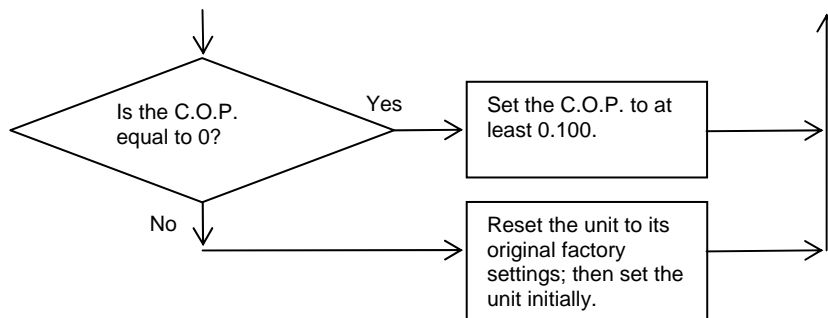 Is the C.O.P.
equal to 0?
Yes
Set the C.O.P. to at
least 0.100.
No
Reset the unit to its
original factory
settings; then set the
unit initially.